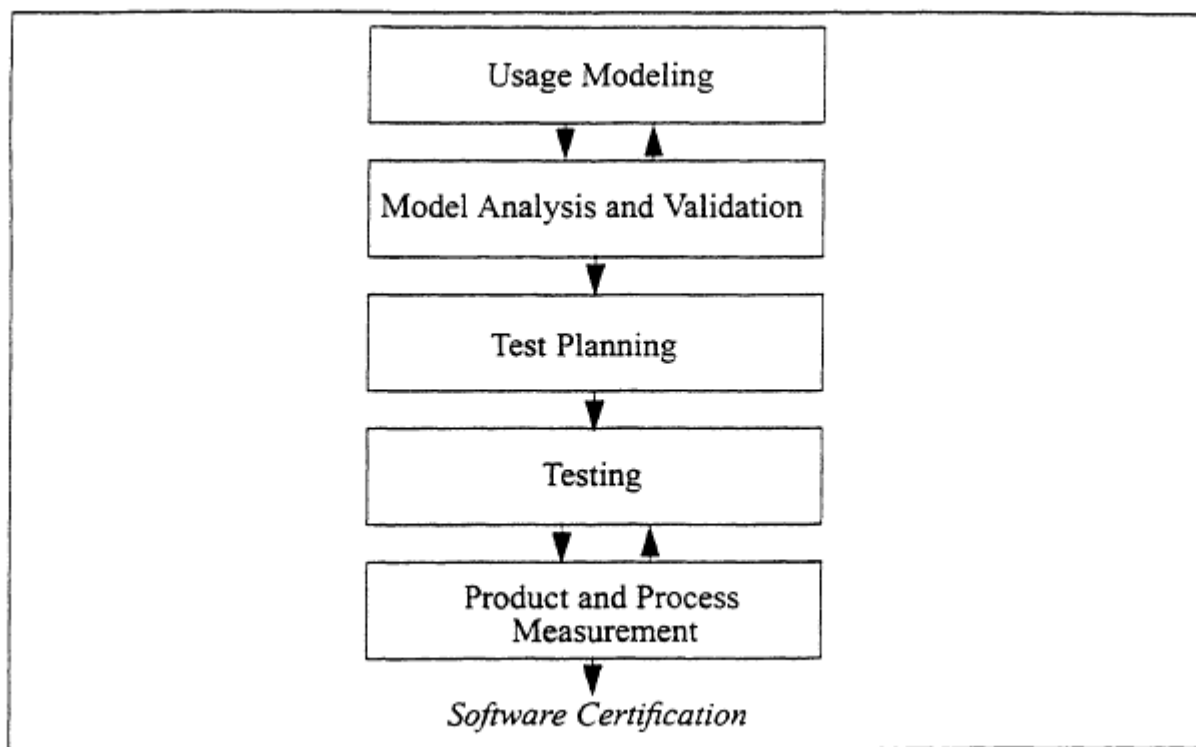 Usage Modeling
Model Analysis and Validation
Test Planning
Testing
Product and Process
Measurement
Software Certification